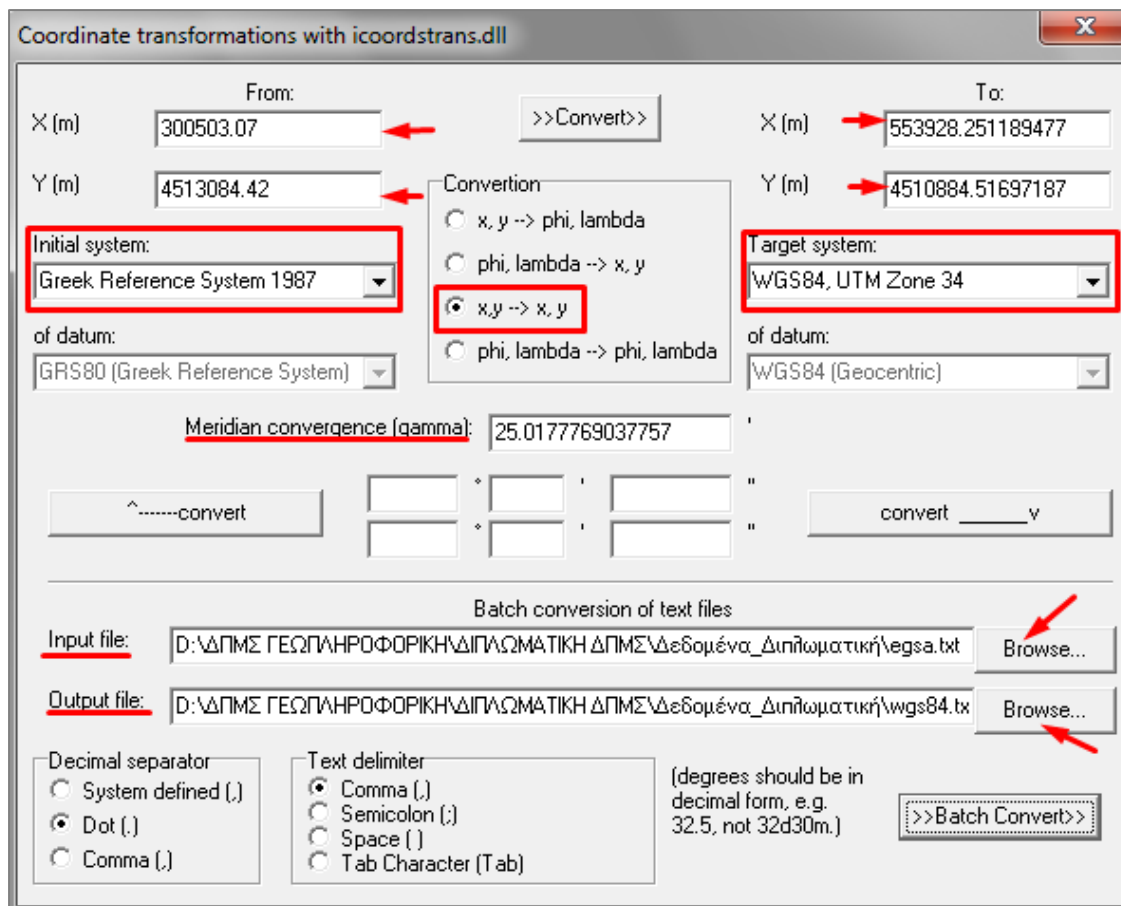 Coordinate transformations with icoordstrans.dll
From:
To:
X (m)
300503.07
>>Convert>>
X (m)
553928.251189477
Y (m)
4513084.42
Y (m)
4510884.51697187
Convertion
x, y --> phi, lambda
phi, lambda --> x, y
x,y --> x, y
phi, lambda --> phi, lambda
Initial system:
Greek Reference System 1987
Target system:
WGS84, UTM Zone 34
of datum:
GRS80 (Greek Reference System)
of datum:
WGS84 (Geocentric)
Meridian convergence (gamma):
25.0177769037757
'
^-------convert
° ' "
° ' "
convert _______v
Batch conversion of text files
Input file:
D:\ΔΠΜΣ ΓΕΩΠΛΗΡΟΦΟΡΙΚΗ\ΔΙΠΛΩΜΑΤΙΚΗ ΔΠΜΣ\Δεδομένα_Διπλωματική\egsa.txt
Browse...
Output file:
D:\ΔΠΜΣ ΓΕΩΠΛΗΡΟΦΟΡΙΚΗ\ΔΙΠΛΩΜΑΤΙΚΗ ΔΠΜΣ\Δεδομένα_Διπλωματική\wgs84.tx
Browse...
Decimal separator
System defined (,)
Dot (.)
Comma (,)
Text delimiter
Comma (,)
Semicolon (;)
Space ( )
Tab Character (Tab)
(degrees should be in
decimal form, e.g.
32.5, not 32d30m.)
>>Batch Convert>>